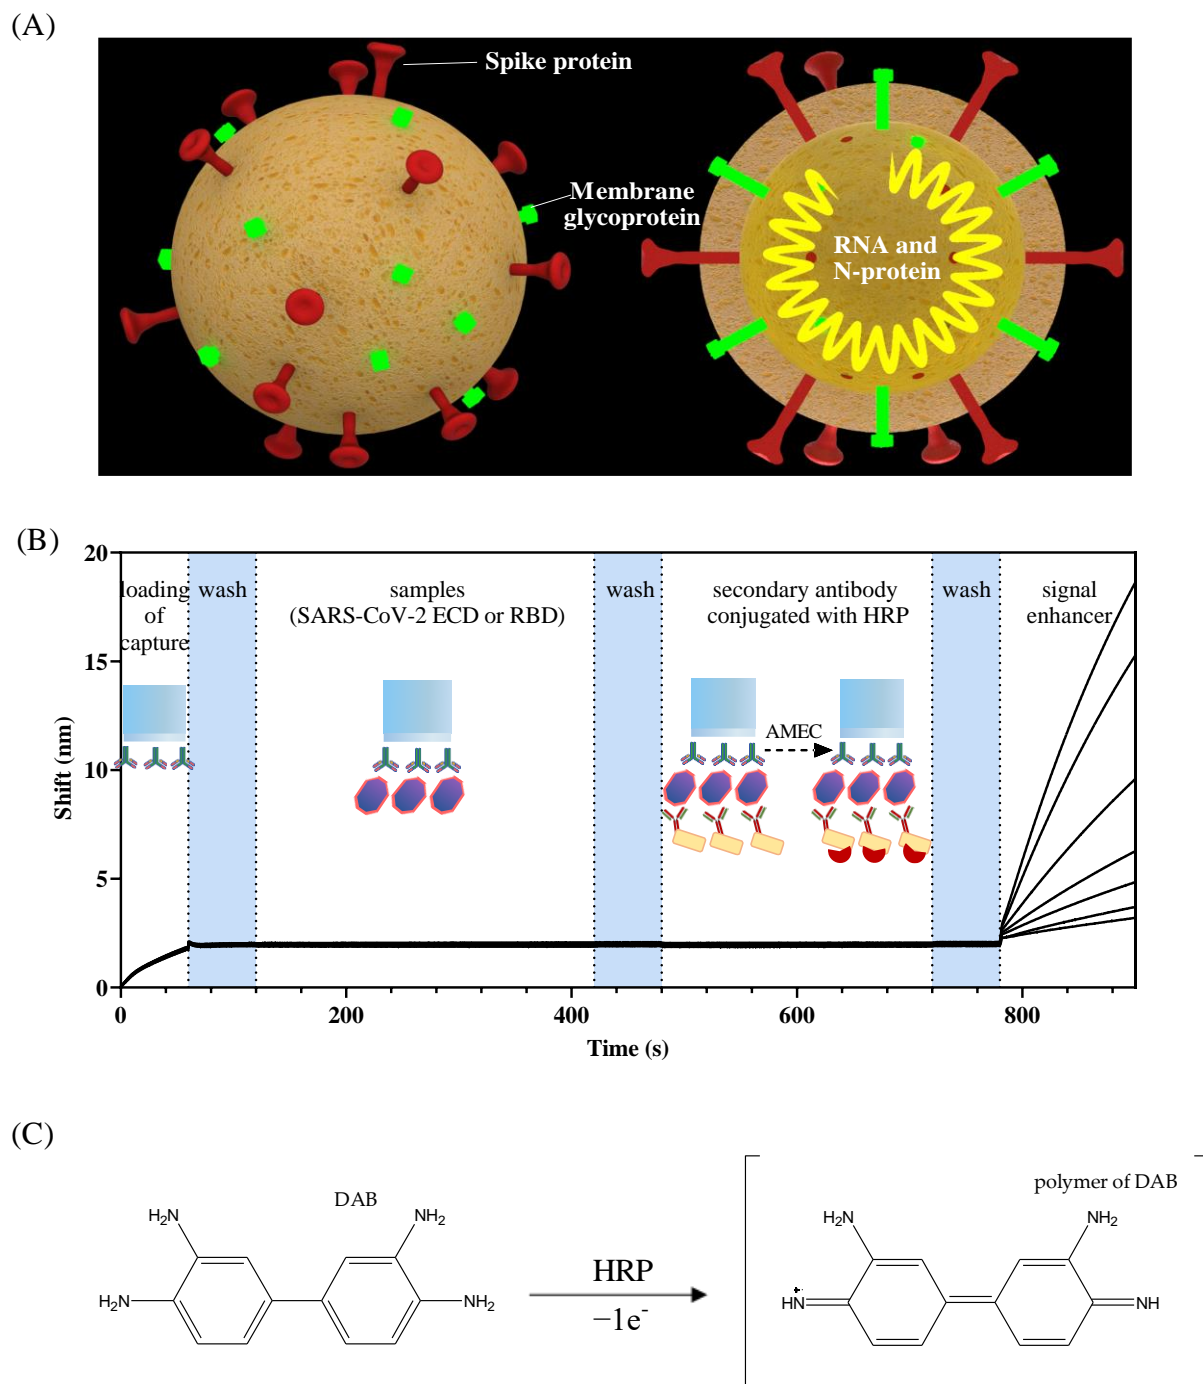 (A)
Spike protein
Membrane
glycoprotein
RNA and
N-protein
(B)
20
15
10
5
0
Shift (nm)
loading
of
capture
wash
samples
(SARS-CoV-2 ECD or RBD)
wash
secondary antibody
conjugated with HRP
wash
signal
enhancer
AMEC
0
200
400
600
800
Time (s)
(C)
DAB
H₂N
NH₂
H₂N
NH₂
HRP
−1e⁻
polymer of DAB
H₂N
NH₂
HN
NH